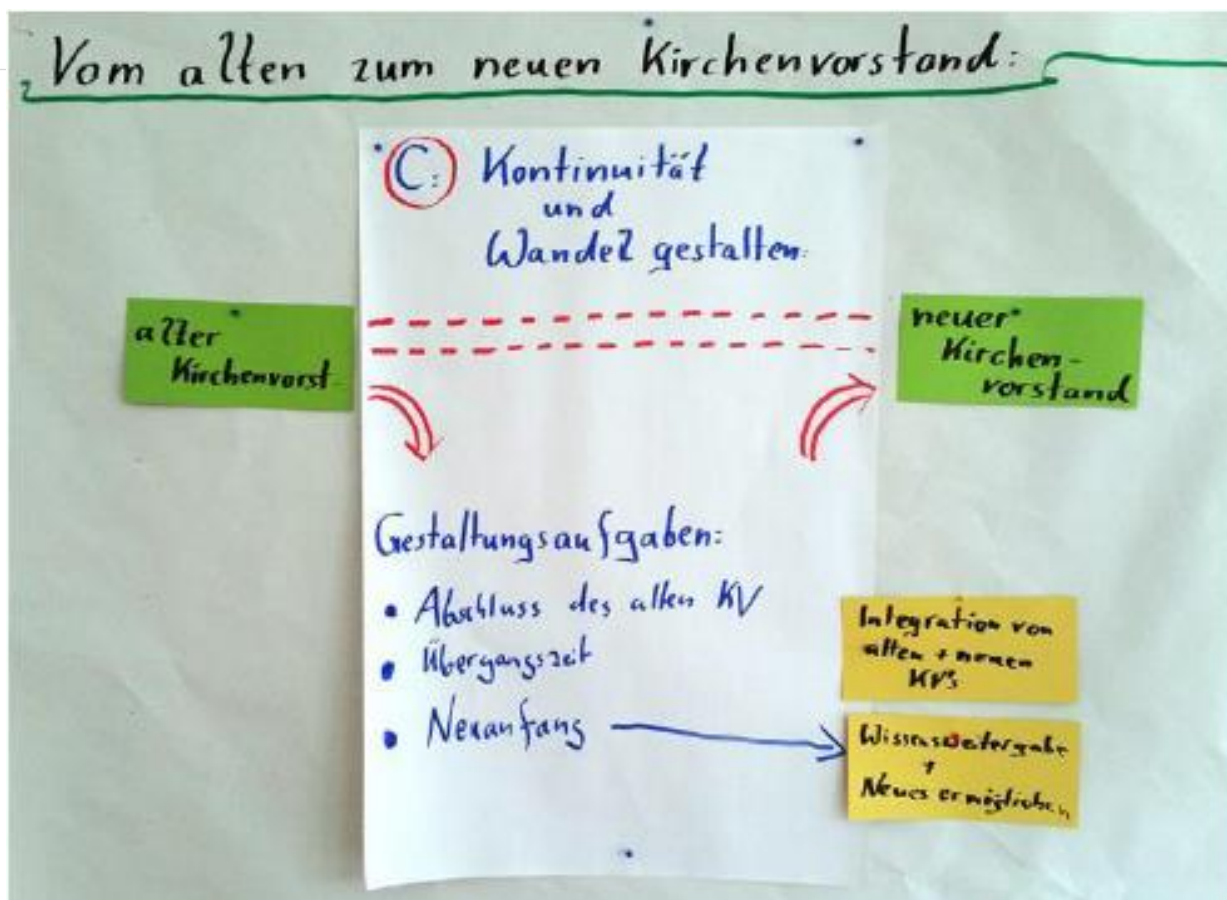 Vom alten zum neuen Kirchenvorstand:
C: Kontinuität
und
Wandel gestalten.
alter
Kirchenvorst.
neuer
Kirchen-
vorstand
Gestaltungsaufgaben:
• Abschluss des alten KV
• Übergangszeit
• Neuanfang
Integration von
alten + neuen
KV's
Wissensweitergabe
+
Neues ermöglichen